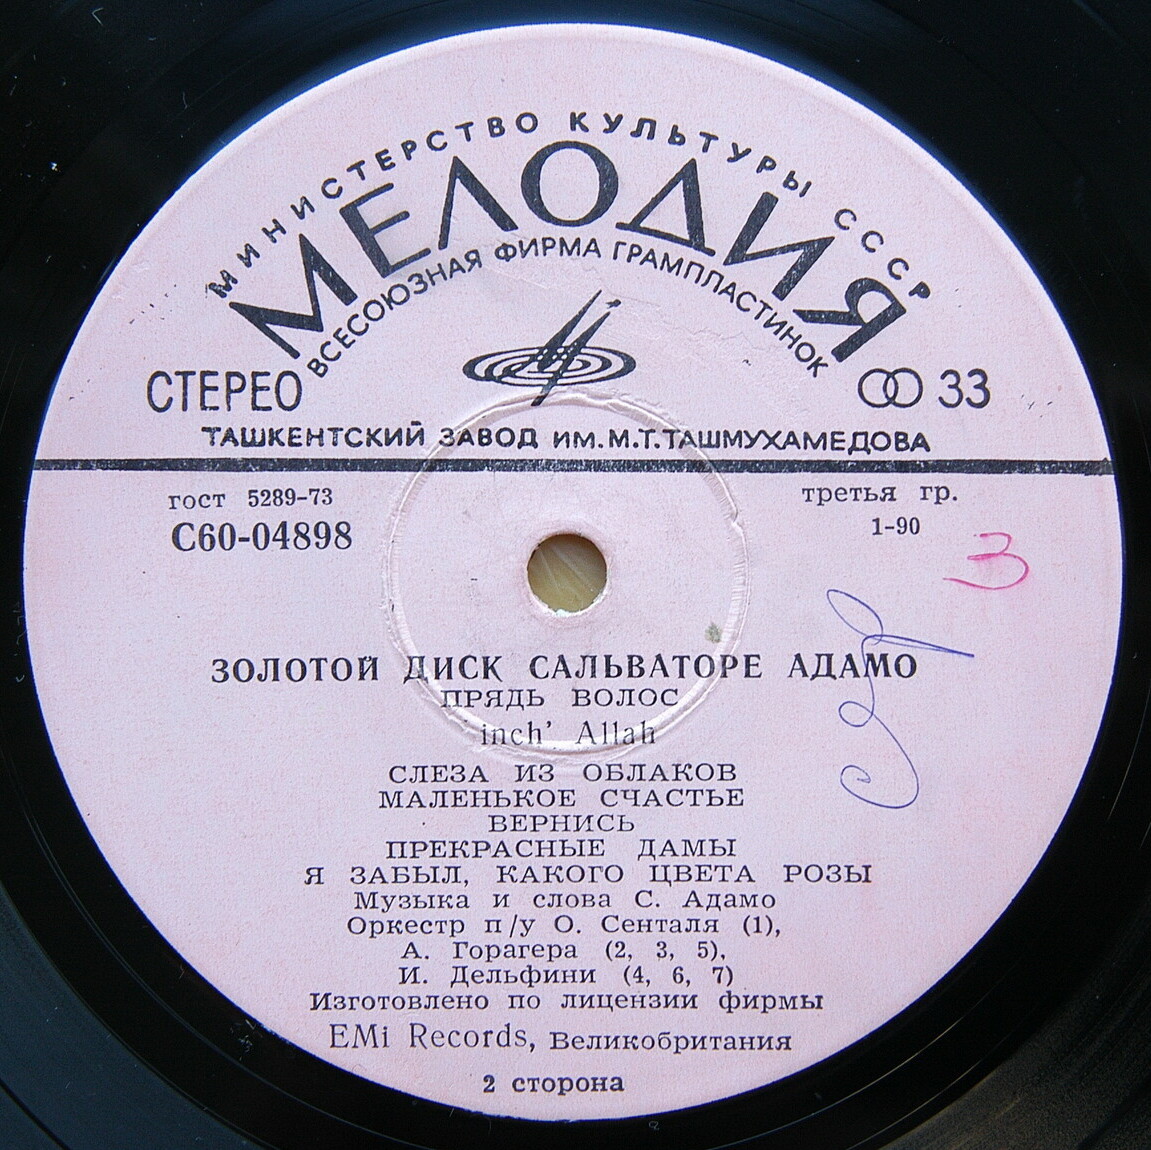 МИНИСТЕРСТВО КУЛЬТУРЫ СССР
МЕЛОДИЯ
ВСЕСОЮЗНАЯ ФИРМА ГРАМПЛАСТИНОК
СТЕРЕО 33
ТАШКЕНТСКИЙ ЗАВОД ИМ. М.Т. ТАШМУХАМЕДОВА
гост 5289-73 третья гр.
С60-04898 1-90
3
ЗОЛОТОЙ ДИСК САЛЬВАТОРЕ АДАМО
ПРЯДЬ ВОЛОС
inch' Allah
СЛЕЗА ИЗ ОБЛАКОВ
МАЛЕНЬКОЕ СЧАСТЬЕ
ВЕРНИСЬ
ПРЕКРАСНЫЕ ДАМЫ
Я ЗАБЫЛ, КАКОГО ЦВЕТА РОЗЫ
Музыка и слова С. Адамо
Оркестр п/у О. Сенталя (1),
А. Горагера (2, 3, 5),
И. Дельфини (4, 6, 7)
Изготовлено по лицензии фирмы
EMi Records, Великобритания
2 сторона